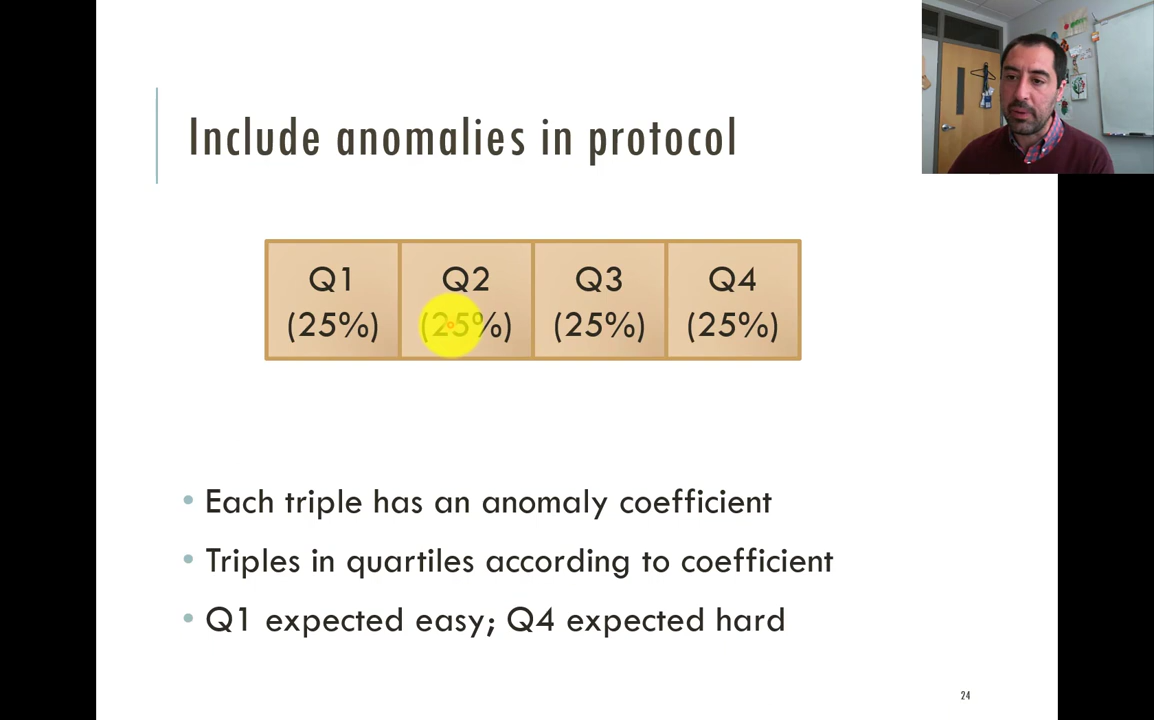 Include anomalies in protocol
Q1 Q2 Q3 Q4
(25%) (25%) (25%) (25%)
• Each triple has an anomaly coefficient
• Triples in quartiles according to coefficient
• Q1 expected easy; Q4 expected hard
24